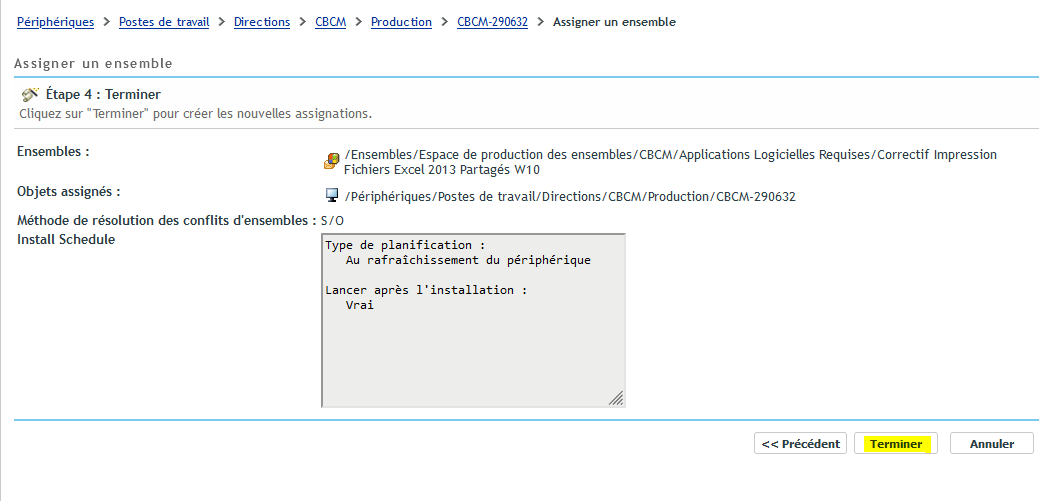 Périphériques > Postes de travail > Directions > CBCM > Production > CBCM-290632 > Assigner un ensemble
Assigner un ensemble
Étape 4 : Terminer
Cliquez sur "Terminer" pour créer les nouvelles assignations.
Ensembles :
/Ensembles/Espace de production des ensembles/CBCM/Applications Logicielles Requises/Correctif Impression
Fichiers Excel 2013 Partagés W10
Objets assignés :
/Périphériques/Postes de travail/Directions/CBCM/Production/CBCM-290632
Méthode de résolution des conflits d'ensembles : S/O
Install Schedule
Type de planification :
Au rafraîchissement du périphérique
Lancer après l'installation :
Vrai
<< Précédent
Terminer
Annuler